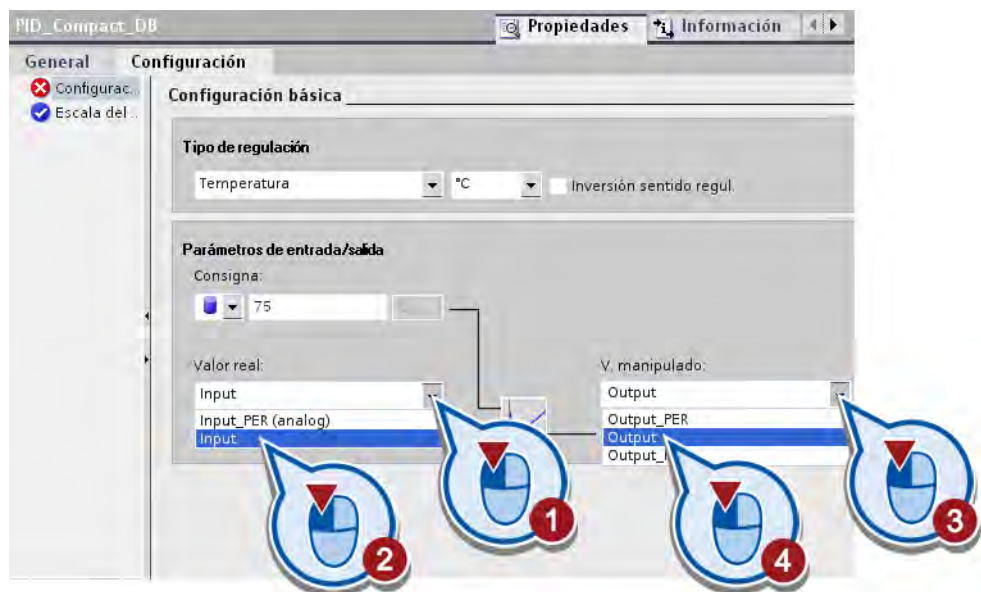 PID_Compact_DB
Propiedades
Información
General
Configuración
Configurac..
Escala del ..
Configuración básica
Tipo de regulación
Temperatura
°C
Inversión sentido regul.
Parámetros de entrada/salida
Consigna:
75
Valor real:
V. manipulado:
Input
Output
Input_PER (analog)
Output_PER
Input
Output
1
3
2
4